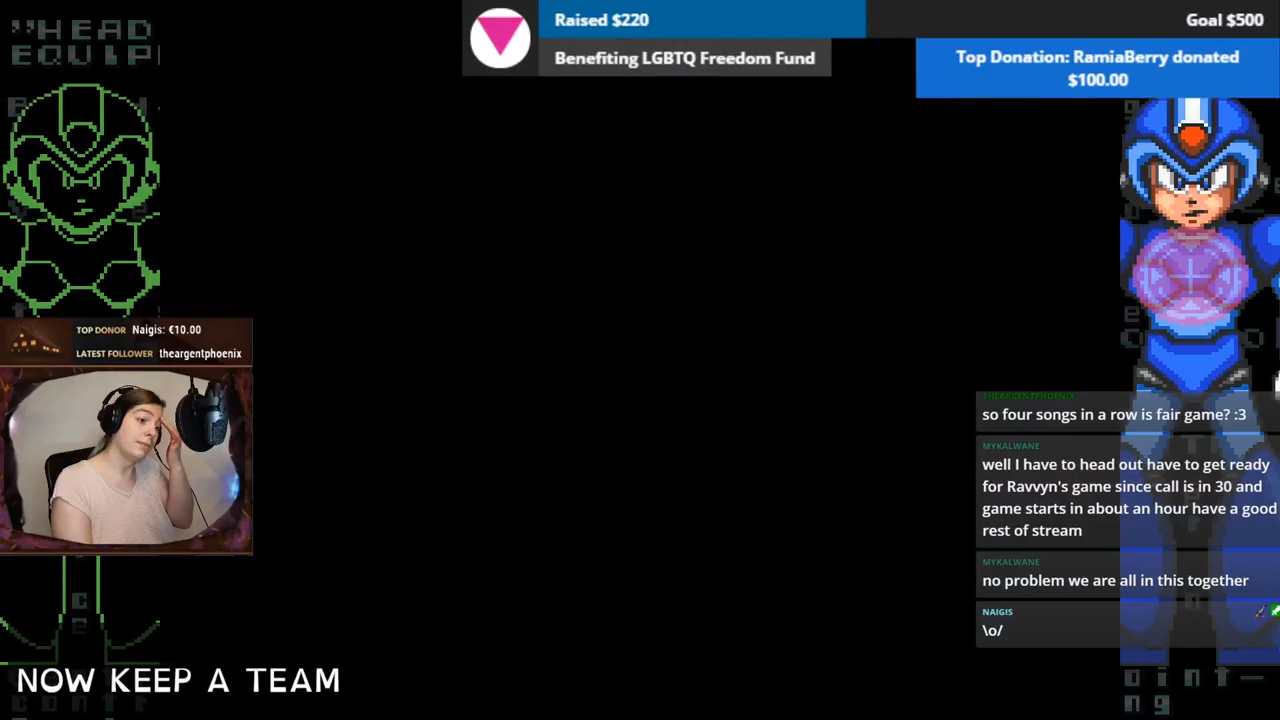 "HEAD
EQUIP
Raised $220
Goal $500
Benefiting LGBTQ Freedom Fund
Top Donation: RamiaBerry donated
$100.00
TOP DONOR Naigis: €10.00
LATEST FOLLOWER theargentphoenix
THEARGENTPHOENIX
so four songs in a row is fair game? :3
MYKALWANE
well I have to head out have to get ready
for Ravvyn's game since call is in 30 and
game starts in about an hour have a good
rest of stream
MYKALWANE
no problem we are all in this together
NAIGIS
\o/
NOW KEEP A TEAM